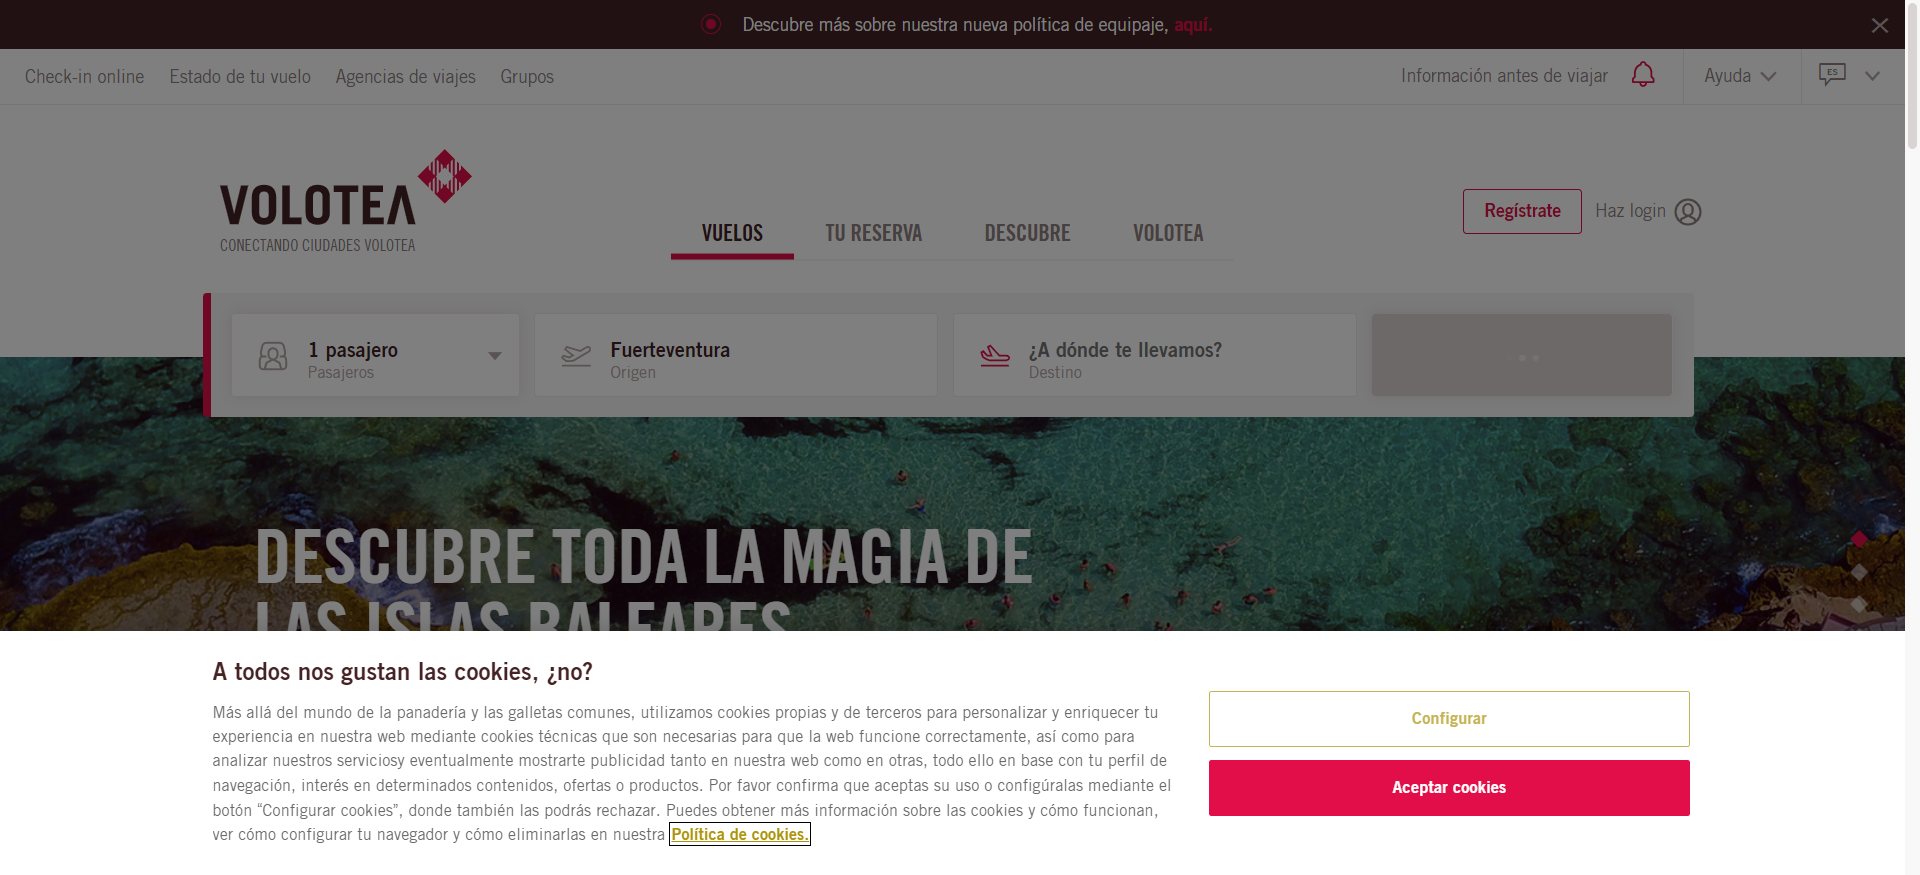 Descubre más sobre nuestra nueva política de equipaje, aquí.
Check-in online Estado de tu vuelo Agencias de viajes Grupos Información antes de viajar Ayuda ES
VOLOTEA
CONECTANDO CIUDADES VOLOTEA
VUELOS TU RESERVA DESCUBRE VOLOTEA
Regístrate Haz login
1 pasajero
Pasajeros
Fuerteventura
Origen
¿A dónde te llevamos?
Destino
DESCUBRE TODA LA MAGIA DE
LAS ISLAS BALEARES
A todos nos gustan las cookies, ¿no?
Más allá del mundo de la panadería y las galletas comunes, utilizamos cookies propias y de terceros para personalizar y enriquecer tu
experiencia en nuestra web mediante cookies técnicas que son necesarias para que la web funcione correctamente, así como para
analizar nuestros serviciosy eventualmente mostrarte publicidad tanto en nuestra web como en otras, todo ello en base con tu perfil de
navegación, interés en determinados contenidos, ofertas o productos. Por favor confirma que aceptas su uso o configúralas mediante el
botón “Configurar cookies”, donde también las podrás rechazar. Puedes obtener más información sobre las cookies y cómo funcionan,
ver cómo configurar tu navegador y cómo eliminarlas en nuestra Política de cookies.
Configurar
Aceptar cookies